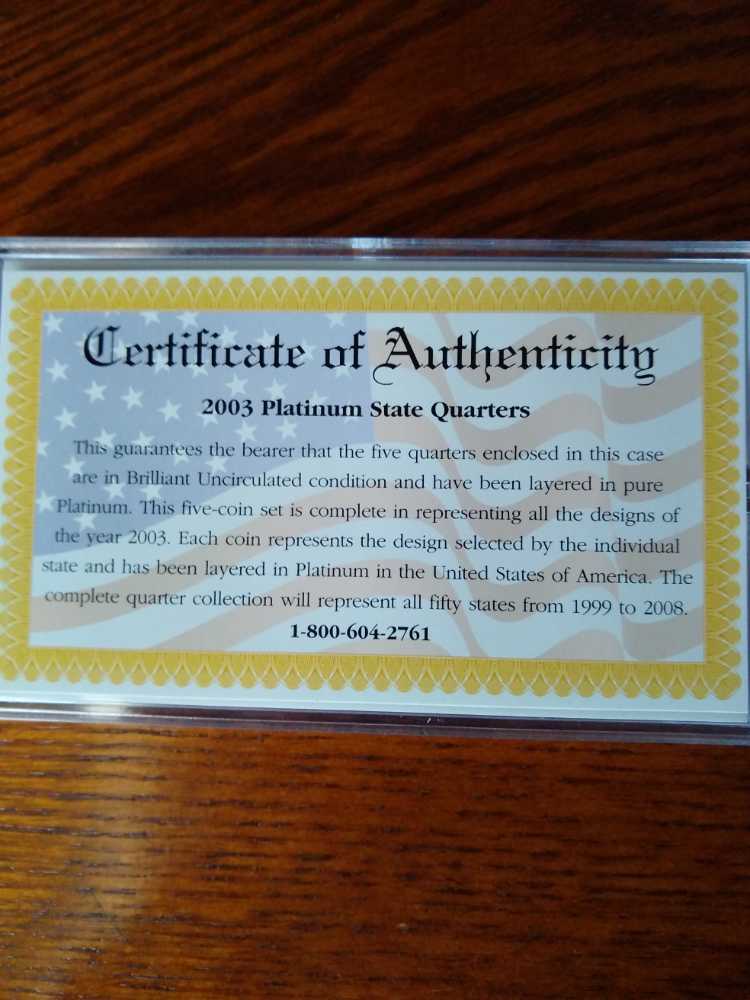 Certificate of Authenticity
2003 Platinum State Quarters
This guarantees the bearer that the five quarters enclosed in this case
are in Brilliant Uncirculated condition and have been layered in pure
Platinum. This five-coin set is complete in representing all the designs of
the year 2003. Each coin represents the design selected by the individual
state and has been layered in Platinum in the United States of America. The
complete quarter collection will represent all fifty states from 1999 to 2008.
1-800-604-2761